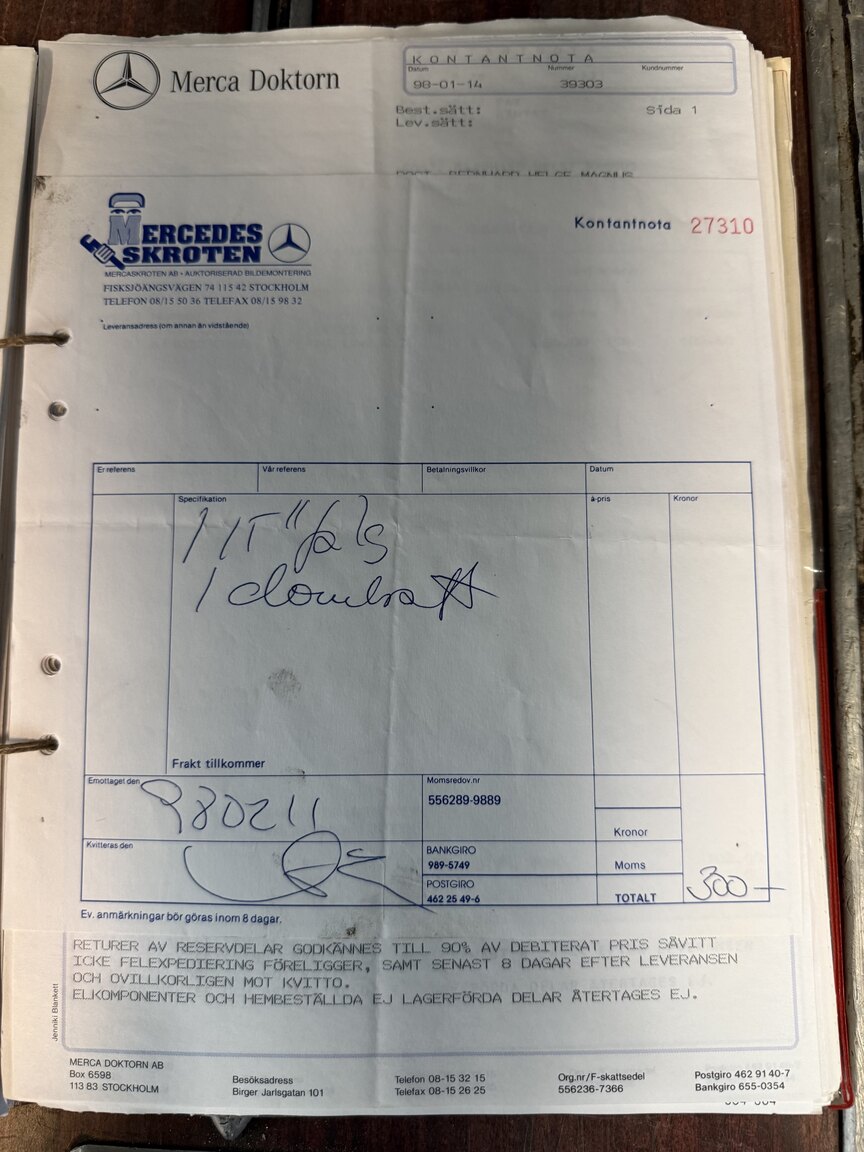 Merca Doktorn
KONTANTNOTA
Datum Nummer Kundnummer
98-01-14 39303
Best.sätt: Sida 1
Lev.sätt:
MERCEDES
SKROTEN
MERCASKROTEN AB • AUKTORISERAD BILDEMONTERING
FISKSJÖÄNGSVÄGEN 74 115 42 STOCKHOLM
TELEFON 08/15 50 36 TELEFAX 08/15 98 32
Kontantnota 27310
Leveransadress (om annan än vidstående)
Er referens Vår referens Betalningsvillkor Datum
Specifikation à-pris Kronor
1 15"
1
Frakt tillkommer
Emottaget den
980211
Momsredov.nr
556289-9889
Kronor
Kvitteras den
BANKGIRO
989-5749
Moms
POSTGIRO
462 25 49-6
TOTALT 300—
Ev. anmärkningar bör göras inom 8 dagar.
RETURER AV RESERVDELAR GODKÄNNES TILL 90% AV DEBITERAT PRIS SÄVITT
ICKE FELEXPEDIERING FÖRELIGGER, SAMT SENAST 8 DAGAR EFTER LEVERANSEN
OCH OVILLKORLIGEN MOT KVITTO.
ELKOMPONENTER OCH HEMBESTÄLLDA EJ LAGERFÖRDA DELAR ÅTERTAGES EJ.
Jenniki Blankett
MERCA DOKTORN AB
Box 6598
113 83 STOCKHOLM
Besöksadress
Birger Jarlsgatan 101
Telefon 08-15 32 15
Telefax 08-15 26 25
Org.nr/F-skattsedel
556236-7366
Postgiro 462 91 40-7
Bankgiro 655-0354